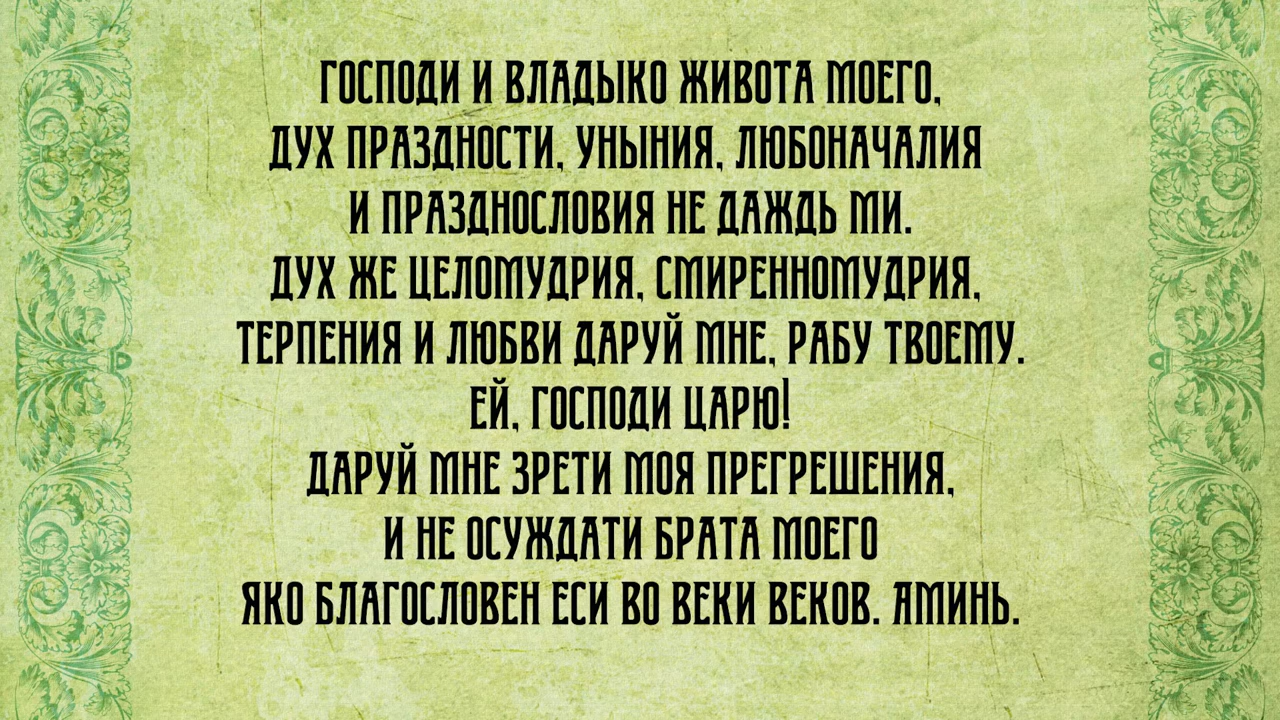 ГОСПОДИ И ВЛАДЫКО ЖИВОТА МОЕГО,
ДУХ ПРАЗДНОСТИ, УНЫНИЯ, ЛЮБОНАЧАЛИЯ
И ПРАЗДНОСЛОВИЯ НЕ ДАЖДЬ МИ.
ДУХ ЖЕ ЦЕЛОМУДРИЯ, СМИРЕННОМУДРИЯ,
ТЕРПЕНИЯ И ЛЮБВИ ДАРУЙ МНЕ, РАБУ ТВОЕМУ.
ЕЙ, ГОСПОДИ ЦАРЮ!
ДАРУЙ МНЕ ЗРЕТИ МОЯ ПРЕГРЕШЕНИЯ,
И НЕ ОСУЖДАТИ БРАТА МОЕГО
ЯКО БЛАГОСЛОВЕН ЕСИ ВО ВЕКИ ВЕКОВ. АМИНЬ.